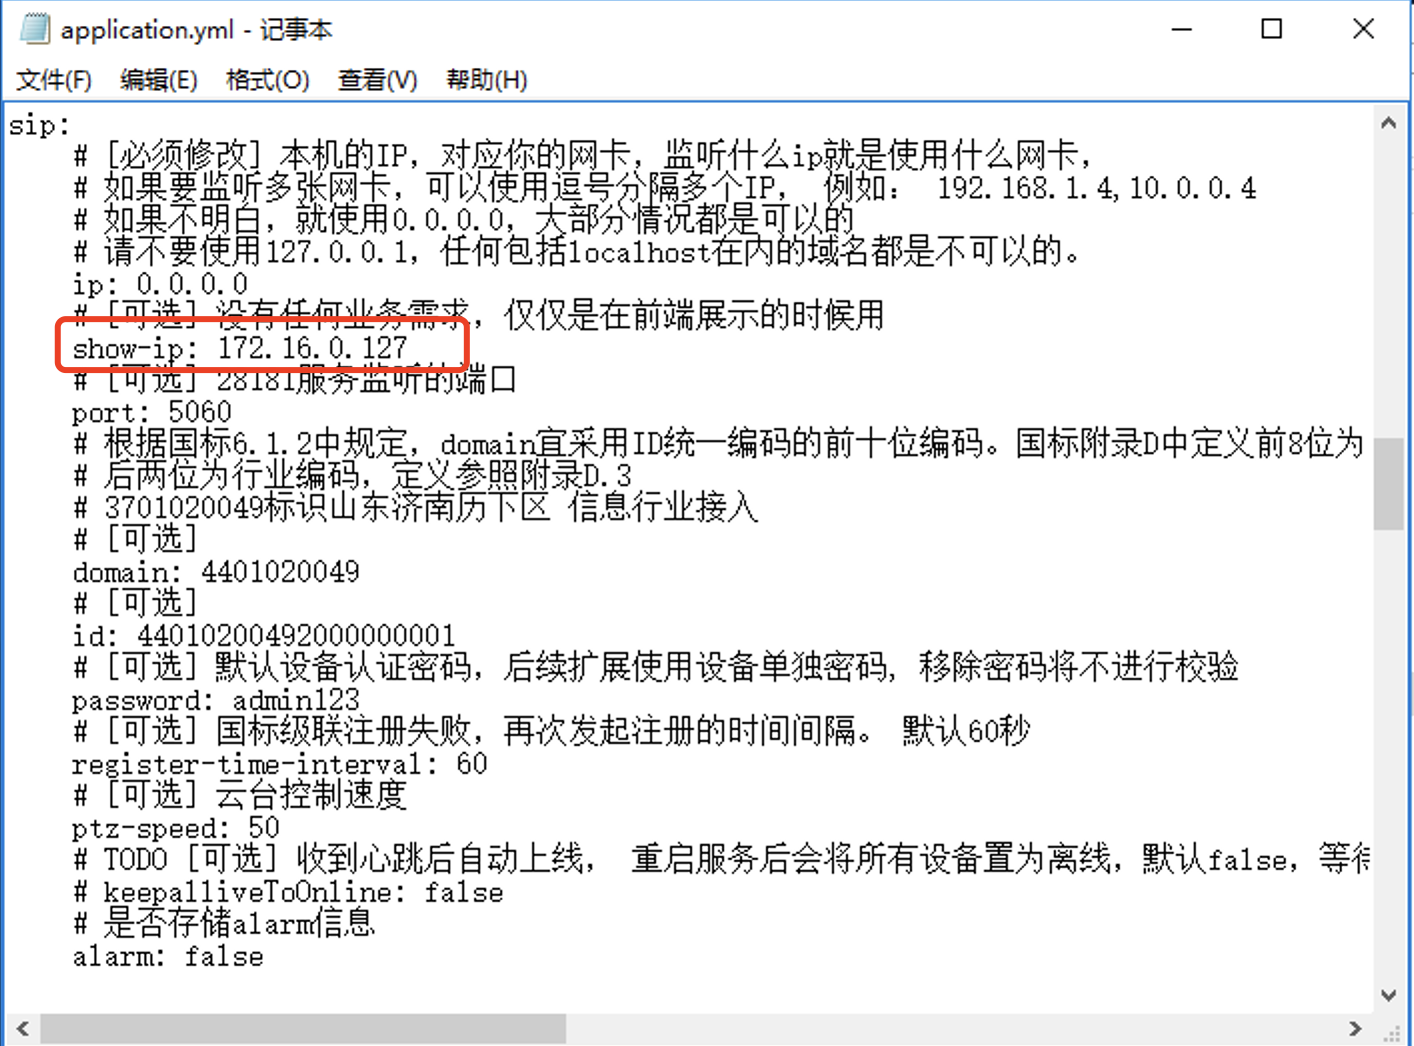 application.yml - 记事本
文件(F) 编辑(E) 格式(O) 查看(V) 帮助(H)
sip:
# [必须修改] 本机的IP，对应你的网卡，监听什么ip就是使用什么网卡，
# 如果要监听多张网卡，可以使用逗号分隔多个IP， 例如： 192.168.1.4,10.0.0.4
# 如果不明白，就使用0.0.0.0，大部分情况都是可以的
# 请不要使用127.0.0.1，任何包括localhost在内的域名都是不可以的。
ip: 0.0.0.0
# [可选] 没有任何业务需求，仅仅是在前端展示的时候用
show-ip: 172.16.0.127
# [可选] 28181服务监听的端口
port: 5060
# 根据国标6.1.2中规定，domain宜采用ID统一编码的前十位编码。国标附录D中定义前8位为
# 后两位为行业编码，定义参照附录D.3
# 3701020049标识山东济南历下区 信息行业接入
# [可选]
domain: 4401020049
# [可选]
id: 44010200492000000001
# [可选] 默认设备认证密码，后续扩展使用设备单独密码, 移除密码将不进行校验
password: admin123
# [可选] 国标级联注册失败，再次发起注册的时间间隔。 默认60秒
register-time-interval: 60
# [可选] 云台控制速度
ptz-speed: 50
# TODO [可选] 收到心跳后自动上线， 重启服务后会将所有设备置为离线，默认false，等待
# keepalliveToOnline: false
# 是否存储alarm信息
alarm: false